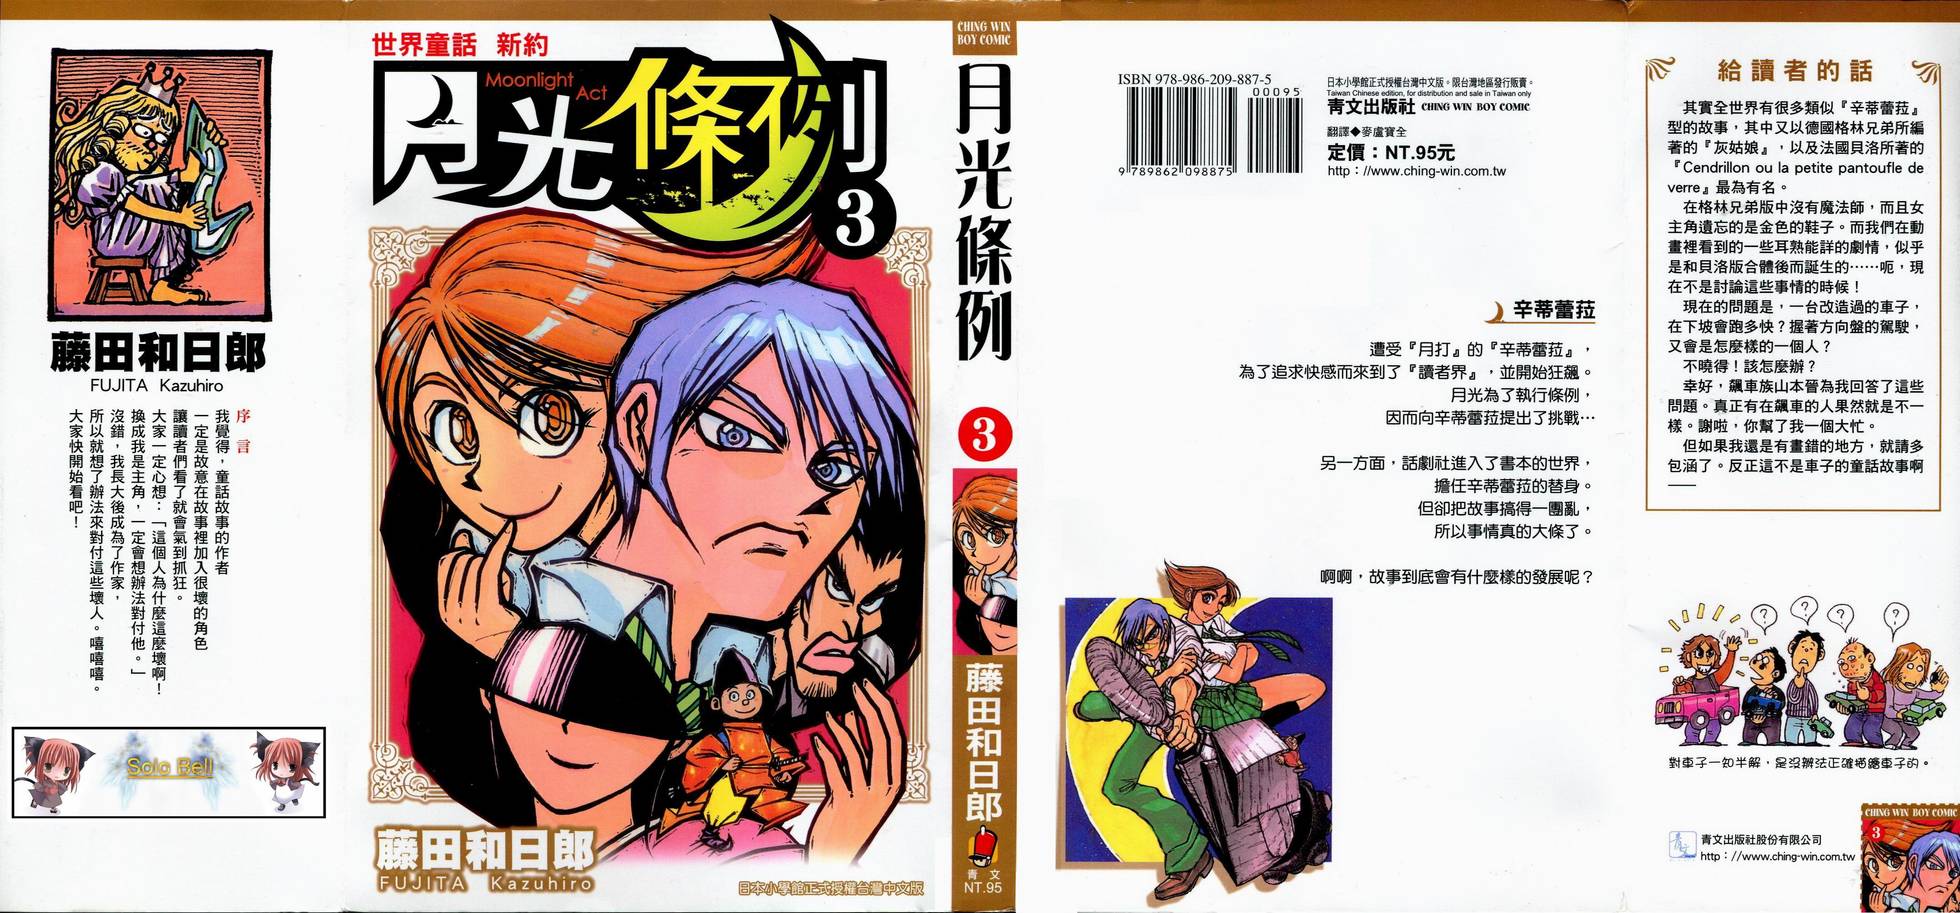 藤田和日郎
FUJITA Kazuhiro
序言
我覺得，童話故事的作者
一定是故意在故事裡加入很壞的角色
讓讀者們看了就會氣到抓狂。
大家一定心想：「這個人為什麼這麼壞啊！
換成我是主角，一定會想辦法對付他。」
沒錯，我長大後成為了作家，
所以就想了辦法來對付這些壞人。嘻嘻嘻。
大家快開始看吧！
Solo Bell
世界童話 新約
月光條例
Moonlight
Act
3
藤田和日郎
FUJITA Kazuhiro
日本小學館正式授權台灣中文版
CHING WIN
BOY COMIC
月光條例
3
藤田和日郎
青文
NT.95
ISBN 978-986-209-887-5
00095
9 789862 098875
日本小學館正式授權台灣中文版。限台灣地區發行販賣。
Taiwan Chinese edition, for distribution and sale in Taiwan only
青文出版社 CHING WIN BOY COMIC
翻譯◆麥盧寶全
定價：NT.95元
http：//www.ching-win.com.tw
辛蒂蕾菈
遭受『月打』的『辛蒂蕾菈』，
為了追求快感而來到了『讀者界』，並開始狂飆。
月光為了執行條例，
因而向辛蒂蕾菈提出了挑戰…
另一方面，話劇社進入了書本的世界，
擔任辛蒂蕾菈的替身。
但卻把故事搞得一團亂，
所以事情真的大條了。
啊啊，故事到底會有什麼樣的發展呢？
給讀者的話
其實全世界有很多類似『辛蒂蕾菈』
型的故事，其中又以德國格林兄弟所編
著的『灰姑娘』，以及法國貝洛所著的
『Cendrillon ou la petite pantoufle de
verre』最為有名。
在格林兄弟版中沒有魔法師，而且女
主角遺忘的是金色的鞋子。而我們在動
畫裡看到的一些耳熟能詳的劇情，似乎
是和貝洛版合體後而誕生的……呃，現
在不是討論這些事情的時候！
現在的問題是，一台改造過的車子，
在下坡會跑多快？握著方向盤的駕駛，
又會是怎麼樣的一個人？
不曉得！該怎麼辦？
幸好，飆車族山本晉為我回答了這些
問題。真正有在飆車的人果然就是不一
樣。謝啦，你幫了我一個大忙。
但如果我還是有畫錯的地方，就請多
包涵了。反正這不是車子的童話故事啊
——
? ? ? ?
對車子一知半解，是沒辦法正確描繪車子的。
青文
青文出版社股份有限公司
http：//www.ching-win.com.tw
CHING WIN BOY COMIC
3